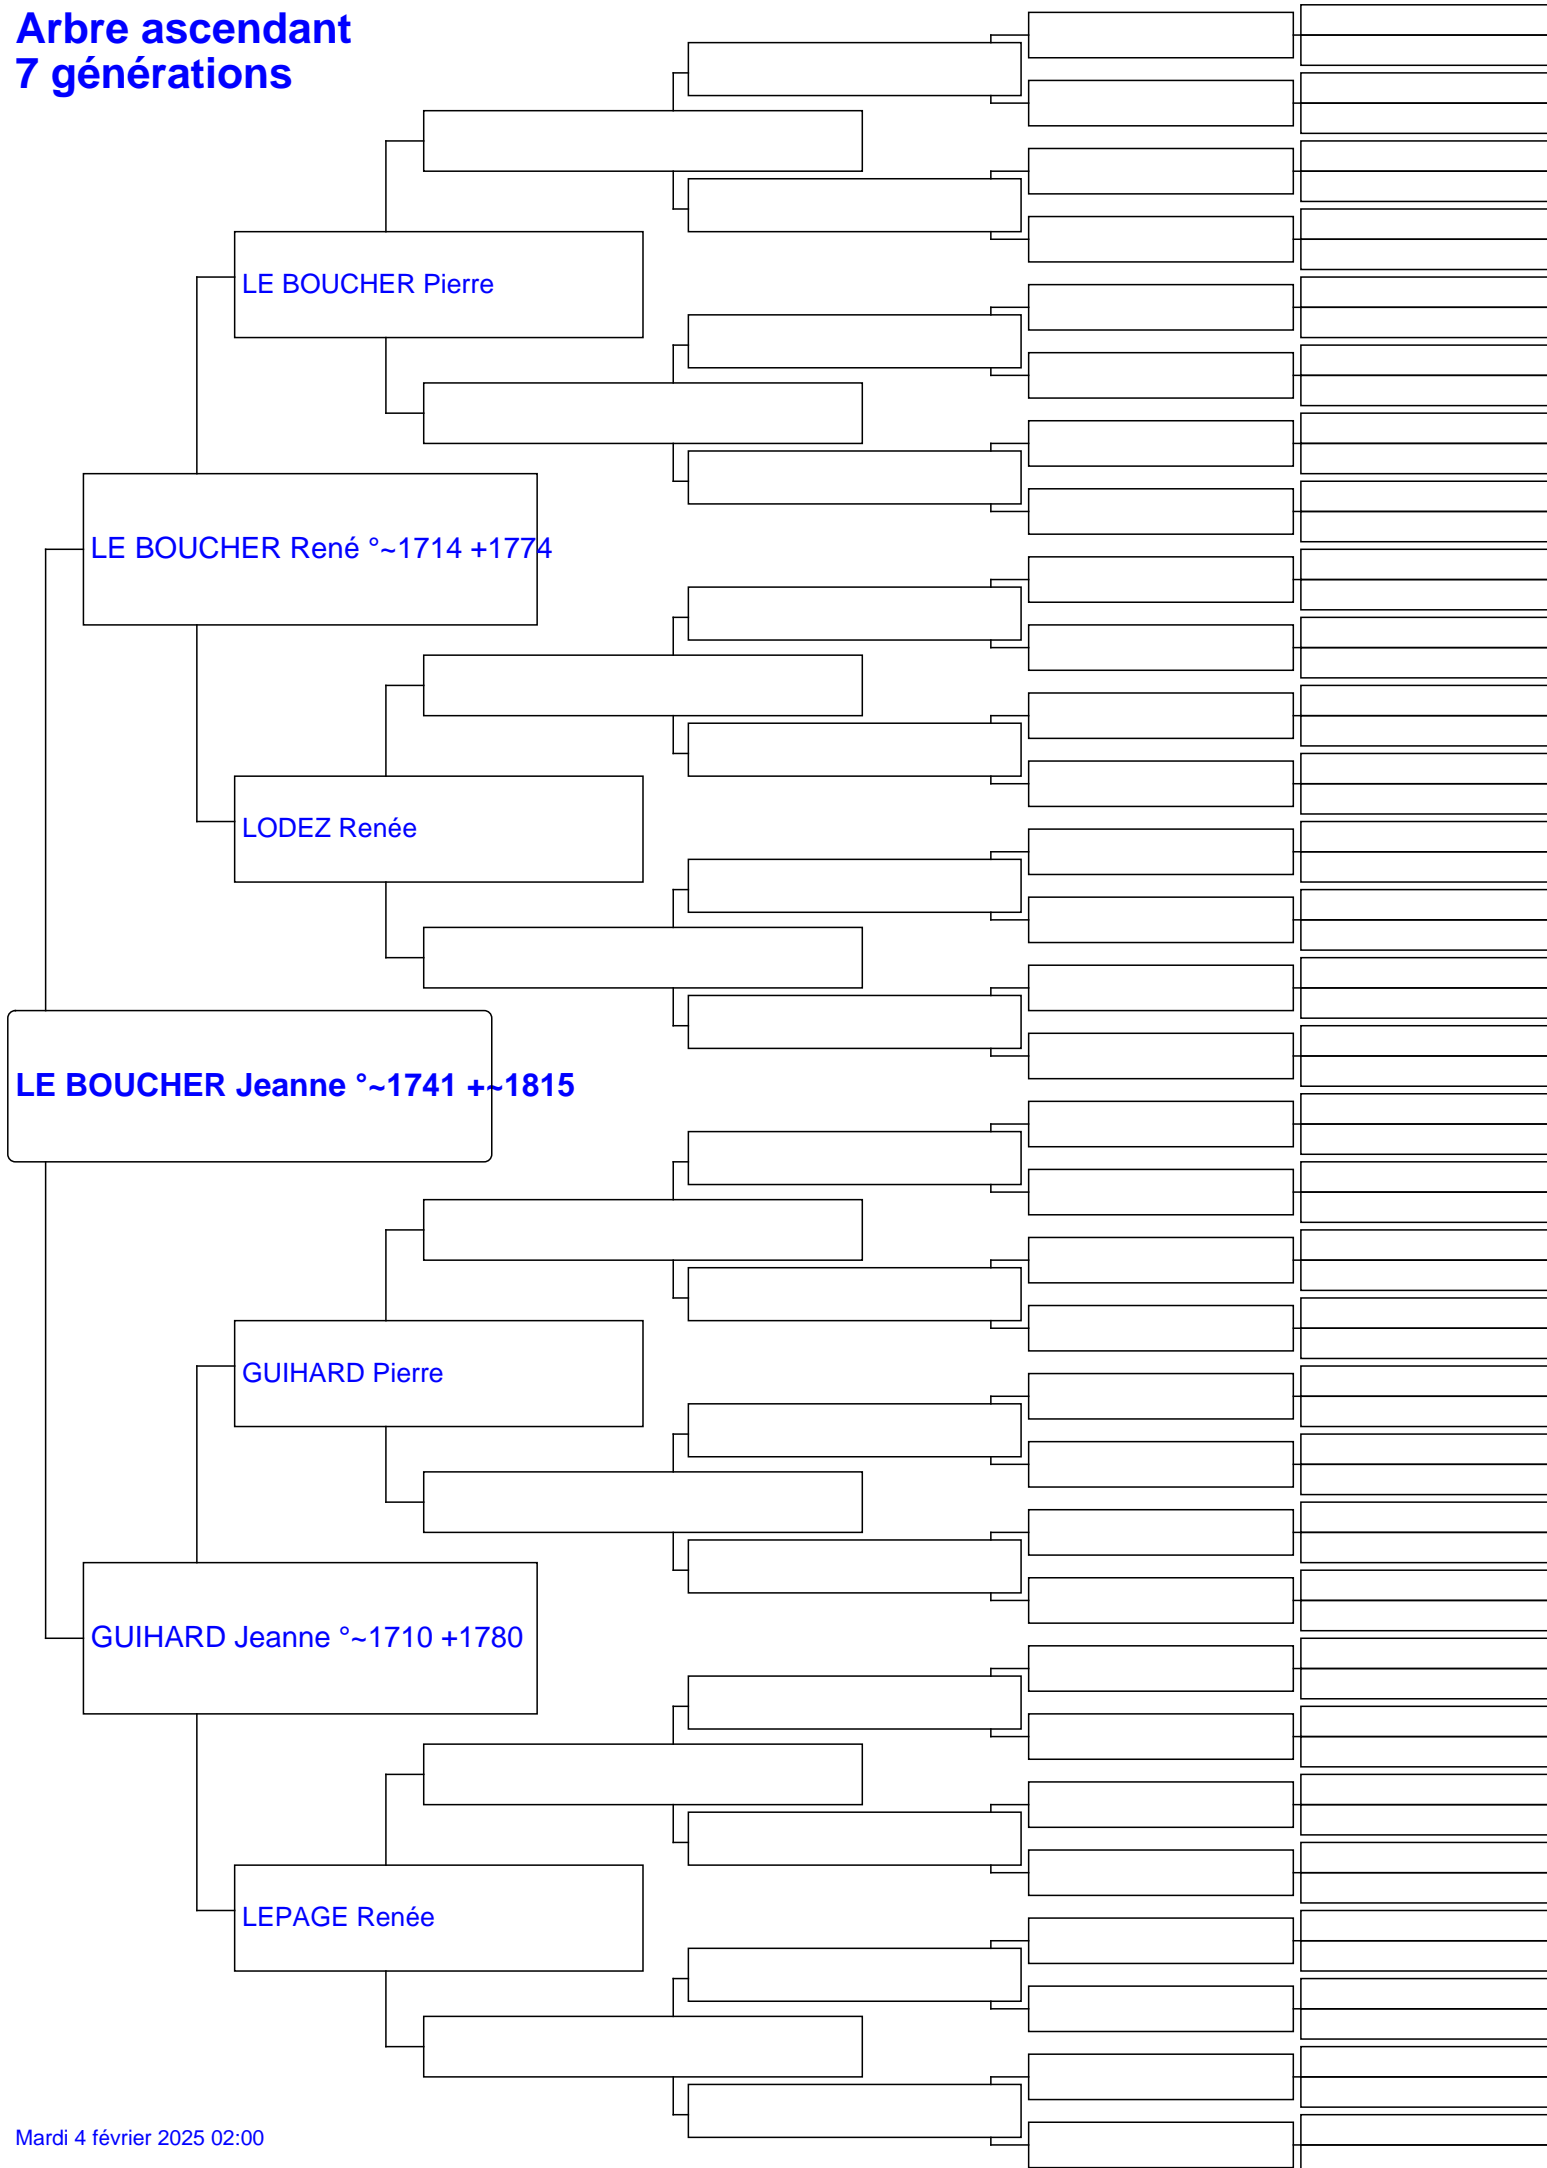 Arbre ascendant
7 générations
LE BOUCHER Pierre
LE BOUCHER René °~1714 +1774
LODEZ Renée
LE BOUCHER Jeanne °~1741 +~1815
GUIHARD Pierre
GUIHARD Jeanne °~1710 +1780
LEPAGE Renée
Mardi 4 février 2025 02:00